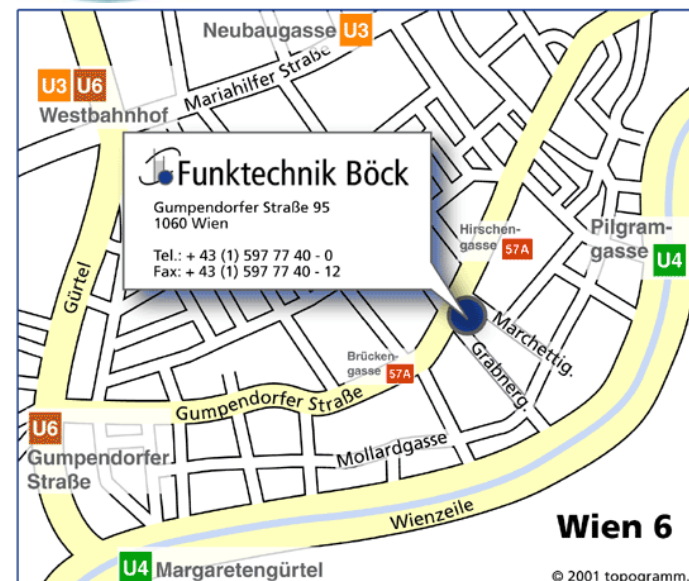 Neubaugasse U3
U3 U6
Westbahnhof
Mariahilfer Straße
Funktechnik Böck
Gumpendorfer Straße 95
1060 Wien
Tel.: + 43 (1) 597 77 40 - 0
Fax: + 43 (1) 597 77 40 - 12
Hirschen-
gasse 57A
Pilgram-
gasse U4
Gürtel
Marchettig.
Grabnerg.
Brücken-
gasse 57A
Gumpendorfer Straße
U6
Gumpendorfer
Straße
Mollardgasse
Wienzeile
Wien 6
U4 Margaretengürtel
© 2001 topogramm.